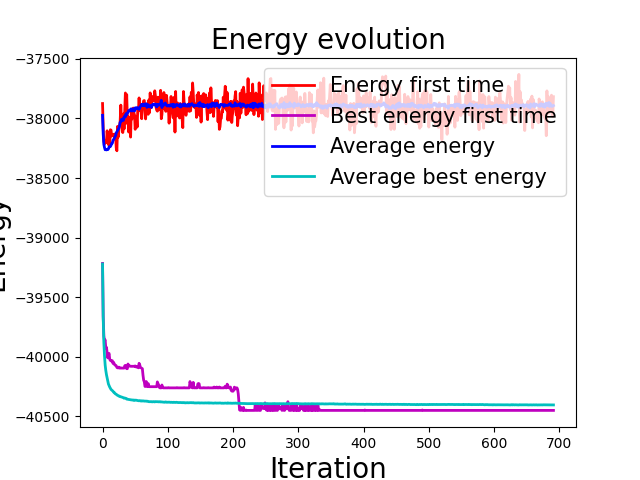 Energy evolution
Energy
−37500
−38000
−38500
−39000
−39500
−40000
−40500
Energy first time
Best energy first time
Average energy
Average best energy
0 100 200 300 400 500 600 700
Iteration